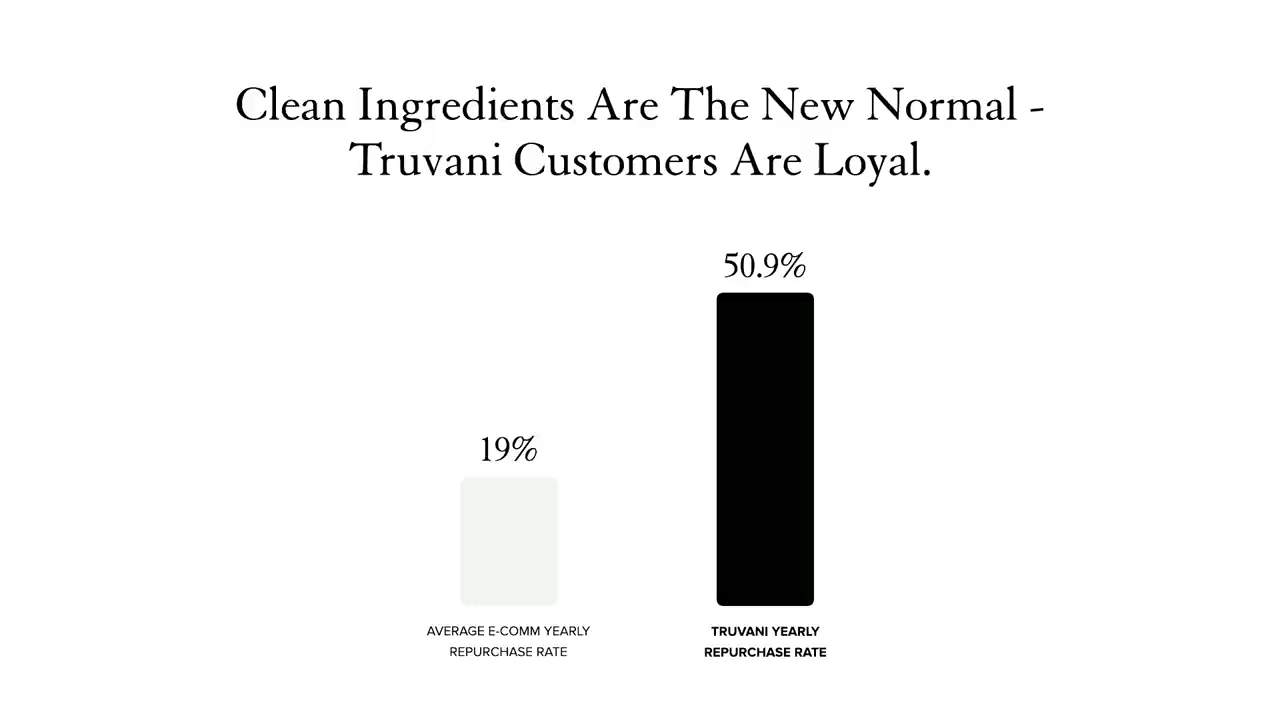 Clean Ingredients Are The New Normal -
Truvani Customers Are Loyal.
50.9%
19%
AVERAGE E-COMM YEARLY
REPURCHASE RATE
TRUVANI YEARLY
REPURCHASE RATE